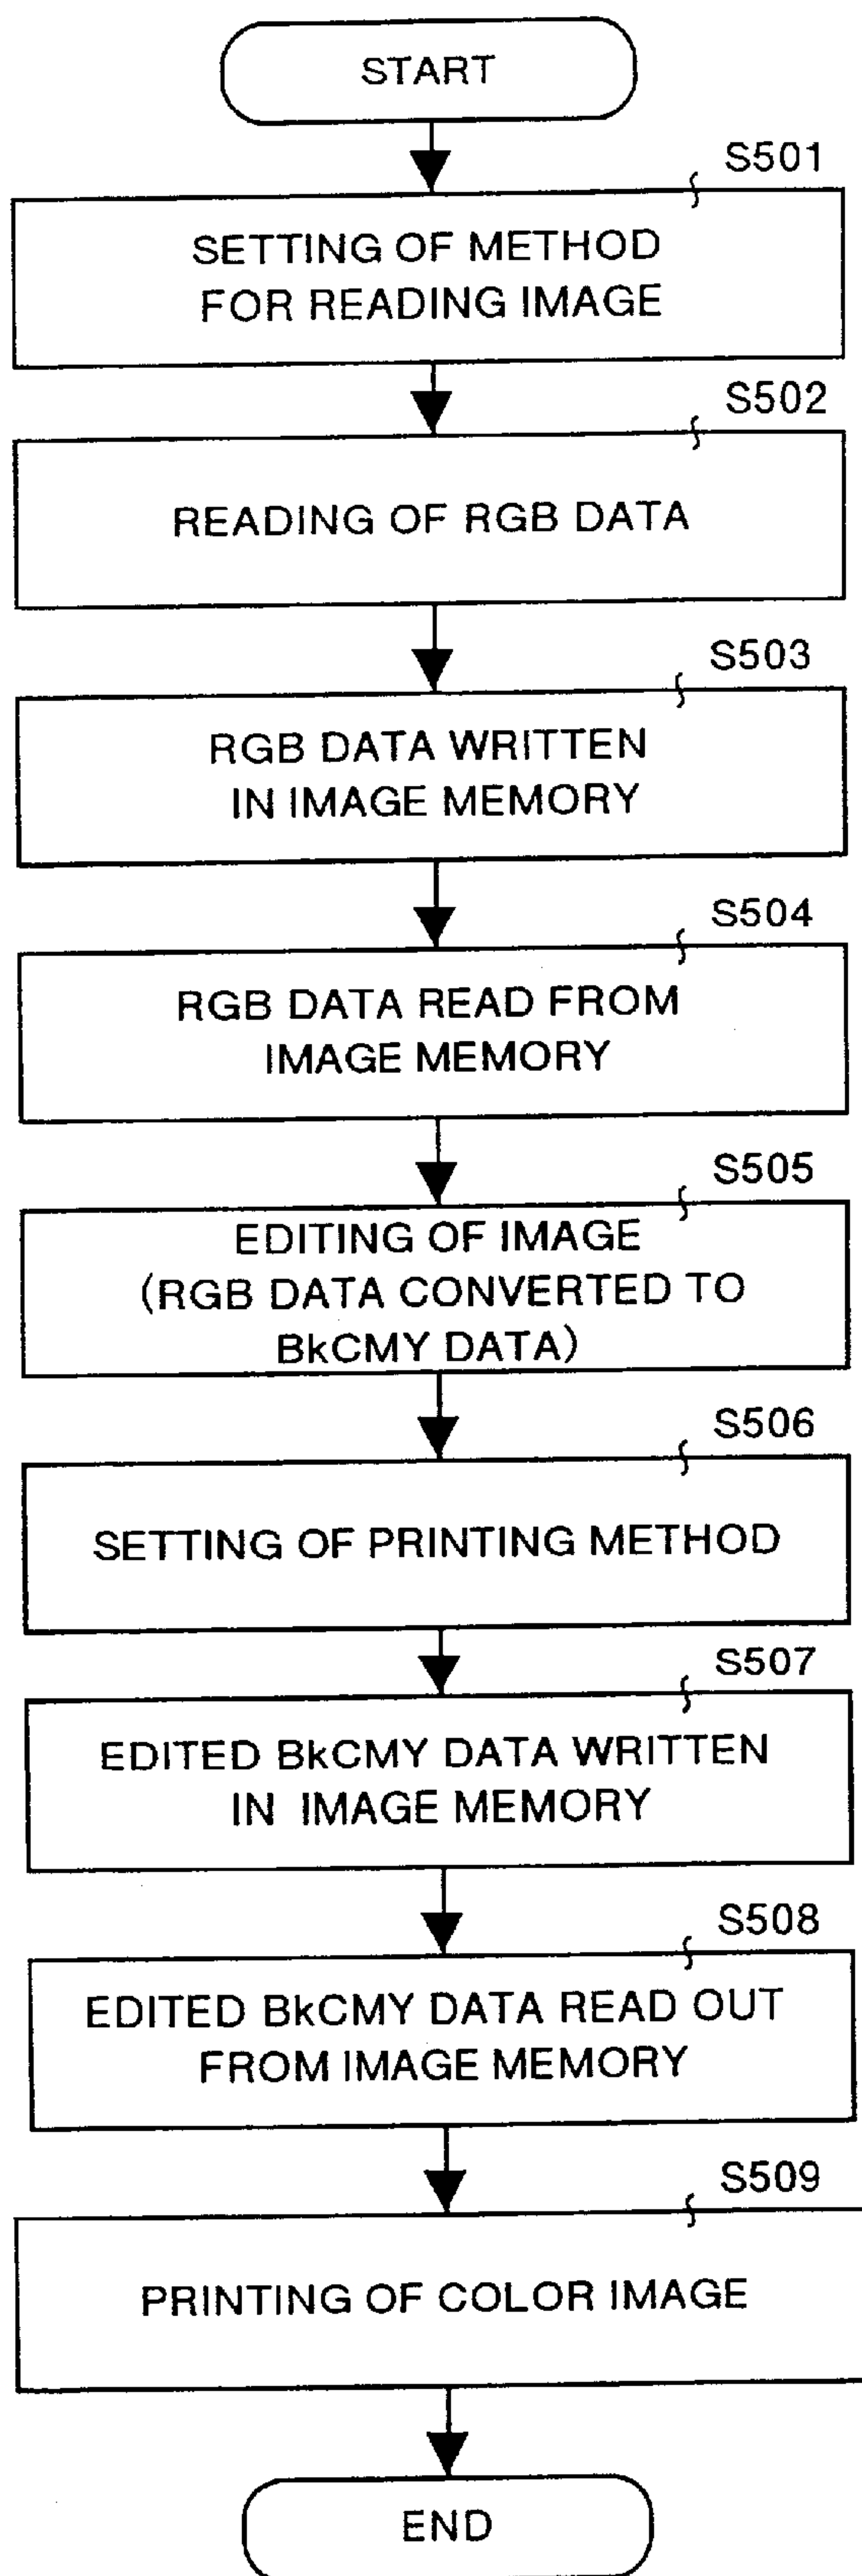 START
S501
SETTING OF METHOD
FOR READING IMAGE
S502
READING OF RGB DATA
S503
RGB DATA WRITTEN
IN IMAGE MEMORY
S504
RGB DATA READ FROM
IMAGE MEMORY
S505
EDITING OF IMAGE
(RGB DATA CONVERTED TO
BkCMY DATA)
S506
SETTING OF PRINTING METHOD
S507
EDITED BkCMY DATA WRITTEN
IN IMAGE MEMORY
S508
EDITED BkCMY DATA READ OUT
FROM IMAGE MEMORY
S509
PRINTING OF COLOR IMAGE
END